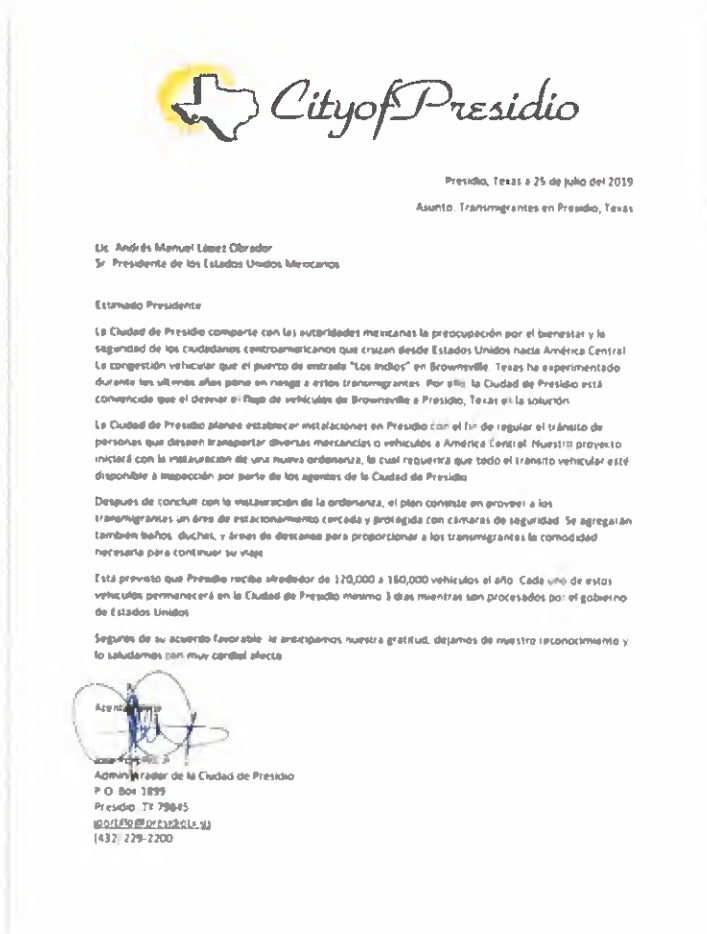 City of Presidio
Presidio, Texas a 25 de julio del 2019
Asunto: Transmigrantes en Presidio, Texas
Lic. Andrés Manuel López Obrador
Sr. Presidente de los Estados Unidos Mexicanos
Estimado Presidente
La Ciudad de Presidio comparte con las autoridades mexicanas la preocupación por el bienestar y la
seguridad de los ciudadanos centroamericanos que cruzan desde Estados Unidos hacia América Central.
La congestión vehicular que el puerto de entrada "Los Indios" en Brownsville, Texas ha experimentado
durante los últimos años pone en riesgo a estos transmigrantes. Por ello, la Ciudad de Presidio está
convencida que el desviar el flujo de vehículos de Brownsville a Presidio, Texas es la solución.
La Ciudad de Presidio planea establecer instalaciones en Presidio con el fin de regular el tránsito de
personas que deseen transportar diversas mercancías o vehículos a América Central. Nuestro proyecto
iniciará con la instauración de una nueva ordenanza, la cual requerirá que todo el tránsito vehicular esté
disponible a inspección por parte de los agentes de la Ciudad de Presidio.
Después de concluir con la instauración de la ordenanza, el plan consiste en proveer a los
transmigrantes un área de estacionamiento cercada y protegida con cámaras de seguridad. Se agregarán
también baños, duchas, y áreas de descanso para proporcionar a los transmigrantes la comodidad
necesaria para continuar su viaje.
Está previsto que Presidio reciba alrededor de 120,000 a 160,000 vehículos al año. Cada uno de estos
vehículos permanecerá en la Ciudad de Presidio mínimo 3 días mientras son procesados por el gobierno
de Estados Unidos.
Seguros de su acuerdo favorable, le anticipamos nuestra gratitud, dejamos de nuestro reconocimiento y
lo saludamos con muy cordial afecto.
Administrador de la Ciudad de Presidio
P.O. Box 1899
Presidio, TX 79845
(432) 229-2200